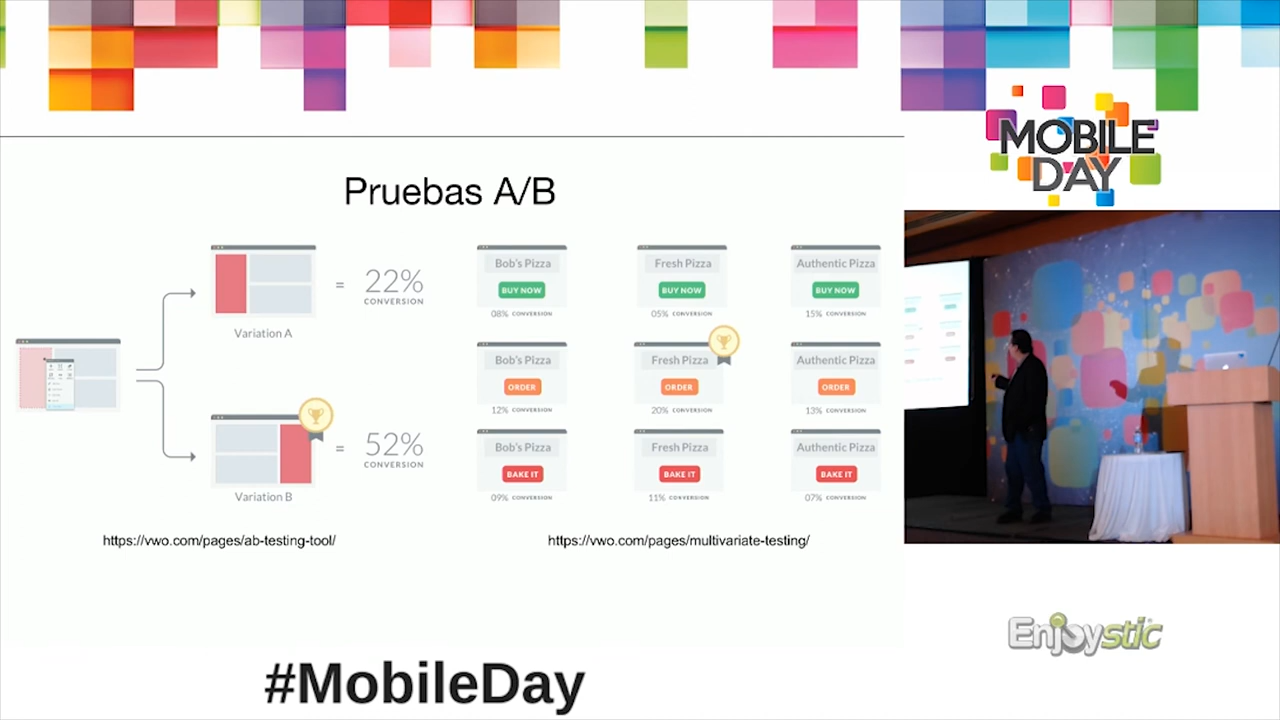 MOBILE
DAY
Pruebas A/B
Variation A
= 22%
CONVERSION
Variation B
= 52%
CONVERSION
https://vwo.com/pages/ab-testing-tool/
Bob's Pizza
BUY NOW
08% CONVERSION
Fresh Pizza
BUY NOW
05% CONVERSION
Authentic Pizza
BUY NOW
15% CONVERSION
Bob's Pizza
ORDER
12% CONVERSION
Fresh Pizza
ORDER
20% CONVERSION
Authentic Pizza
ORDER
13% CONVERSION
Bob's Pizza
BAKE IT
09% CONVERSION
Fresh Pizza
BAKE IT
11% CONVERSION
Authentic Pizza
BAKE IT
07% CONVERSION
https://vwo.com/pages/multivariate-testing/
Enjoystic
#MobileDay